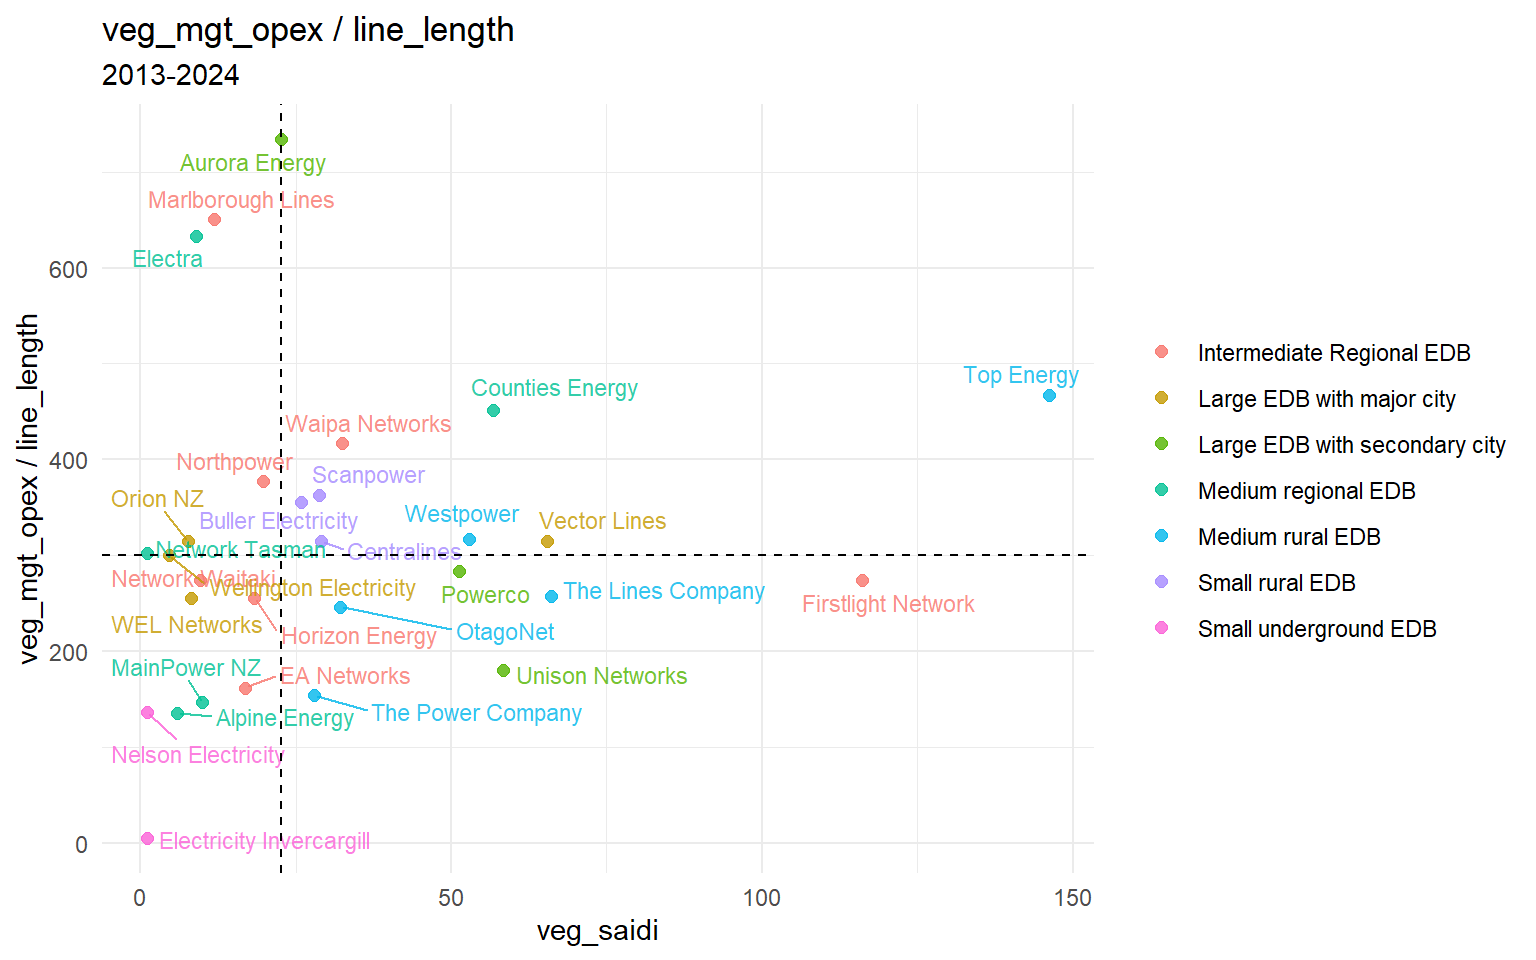 veg_mgt_opex / line_length
2013-2024
veg_mgt_opex / line_length
600
400
200
0
Aurora Energy
Marlborough Lines
Electra
Top Energy
Counties Energy
Waipa Networks
Northpower
Scanpower
Orion NZ
Buller Electricity
Westpower
Vector Lines
Network Tasman
Centralines
Network Waitaki
Wellington Electricity
Powerco
The Lines Company
Firstlight Network
WEL Networks
Horizon Energy
OtagoNet
MainPower NZ
EA Networks
Unison Networks
Alpine Energy
The Power Company
Nelson Electricity
Electricity Invercargill
0
50
100
150
veg_saidi
Intermediate Regional EDB
Large EDB with major city
Large EDB with secondary city
Medium regional EDB
Medium rural EDB
Small rural EDB
Small underground EDB